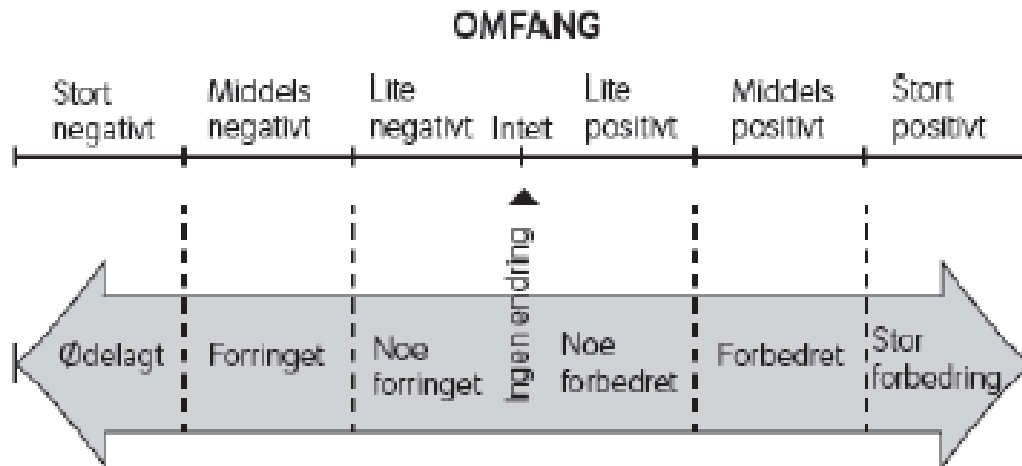 OMFANG
Stort
negativt
Middels
negativt
Lite
negativt
Intet
Lite
positivt
Middels
positivt
Stort
positivt
Ingen endring
Ødelagt
Forringet
Noe
forringet
Noe
forbedret
Forbedret
Stor
forbedring